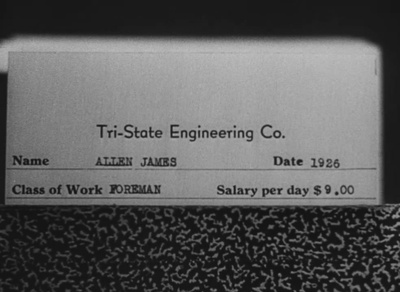 Tri-State Engineering Co.
Name ALLEN JAMES Date 1926
Class of Work FOREMAN Salary per day $9.00